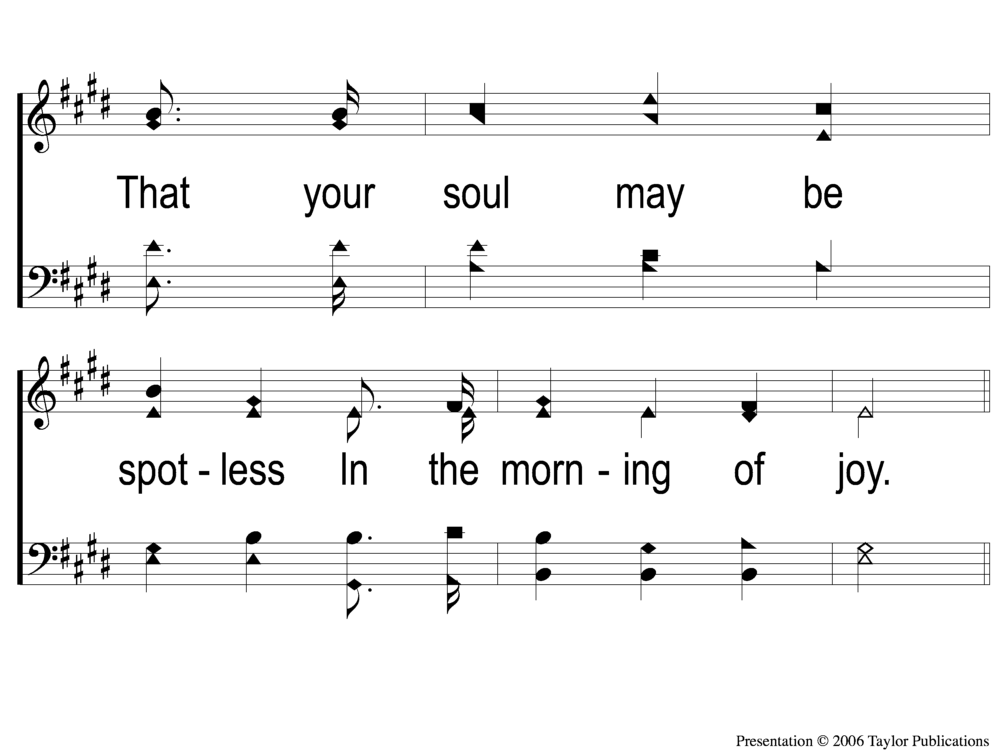 That your soul may be
spot - less In the morn - ing of joy.
Presentation © 2006 Taylor Publications